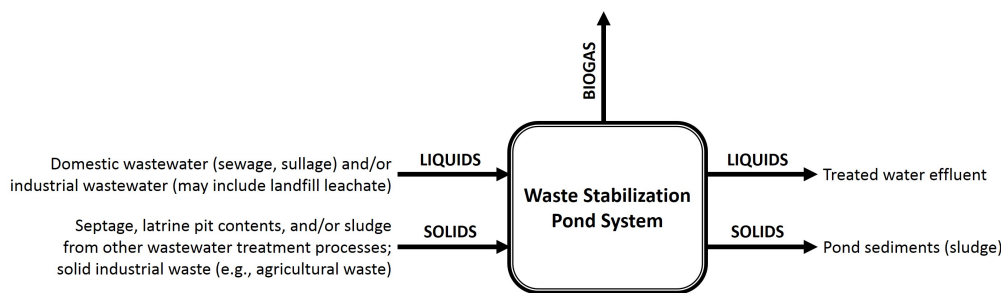 BIOGAS
Domestic wastewater (sewage, sullage) and/or
industrial wastewater (may include landfill leachate)
LIQUIDS
Septage, latrine pit contents, and/or sludge
from other wastewater treatment processes;
solid industrial waste (e.g., agricultural waste)
SOLIDS
Waste Stabilization
Pond System
LIQUIDS
Treated water effluent
SOLIDS
Pond sediments (sludge)